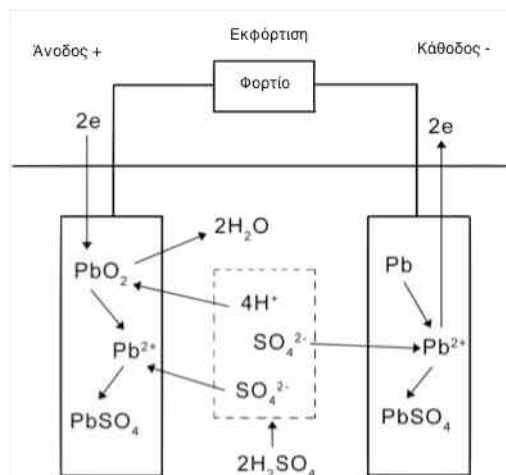 Εκφόρτιση
Άνοδος +
Κάθοδος -
Φορτίο
2e
2e
2H₂O
PbO₂
Pb
4H⁺
SO₄²⁻
Pb²⁺
Pb²⁺
SO₄²⁻
PbSO₄
PbSO₄
2H₂SO₄